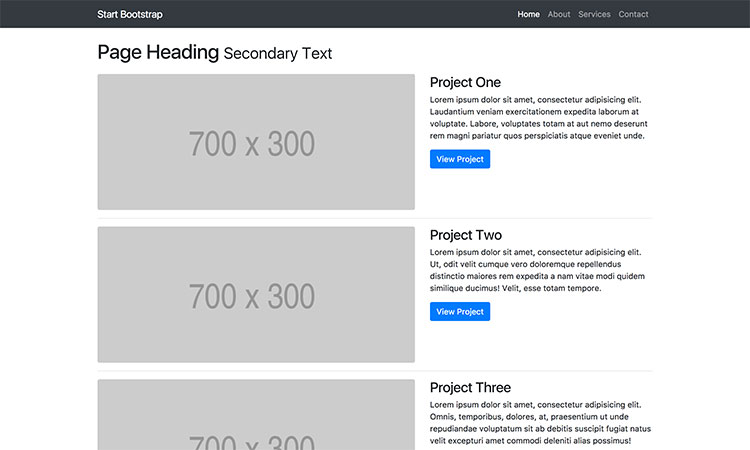 Start Bootstrap
Home About Services Contact
Page Heading Secondary Text
700 x 300
Project One
Lorem ipsum dolor sit amet, consectetur adipisicing elit.
Laudantium veniam exercitationem expedita laborum at
voluptate. Labore, voluptates totam at aut nemo deserunt
rem magni pariatur quos perspiciatis atque eveniet unde.
View Project
700 x 300
Project Two
Lorem ipsum dolor sit amet, consectetur adipisicing elit.
Ut, odit velit cumque vero doloremque repellendus
distinctio maiores rem expedita a nam vitae modi quidem
similique ducimus! Velit, esse totam tempore.
View Project
700 x 300
Project Three
Lorem ipsum dolor sit amet, consectetur adipisicing elit.
Omnis, temporibus, dolores, at, praesentium ut unde
repudiandae voluptatum sit ab debitis suscipit fugiat natus
velit excepturi amet commodi deleniti alias possimus!